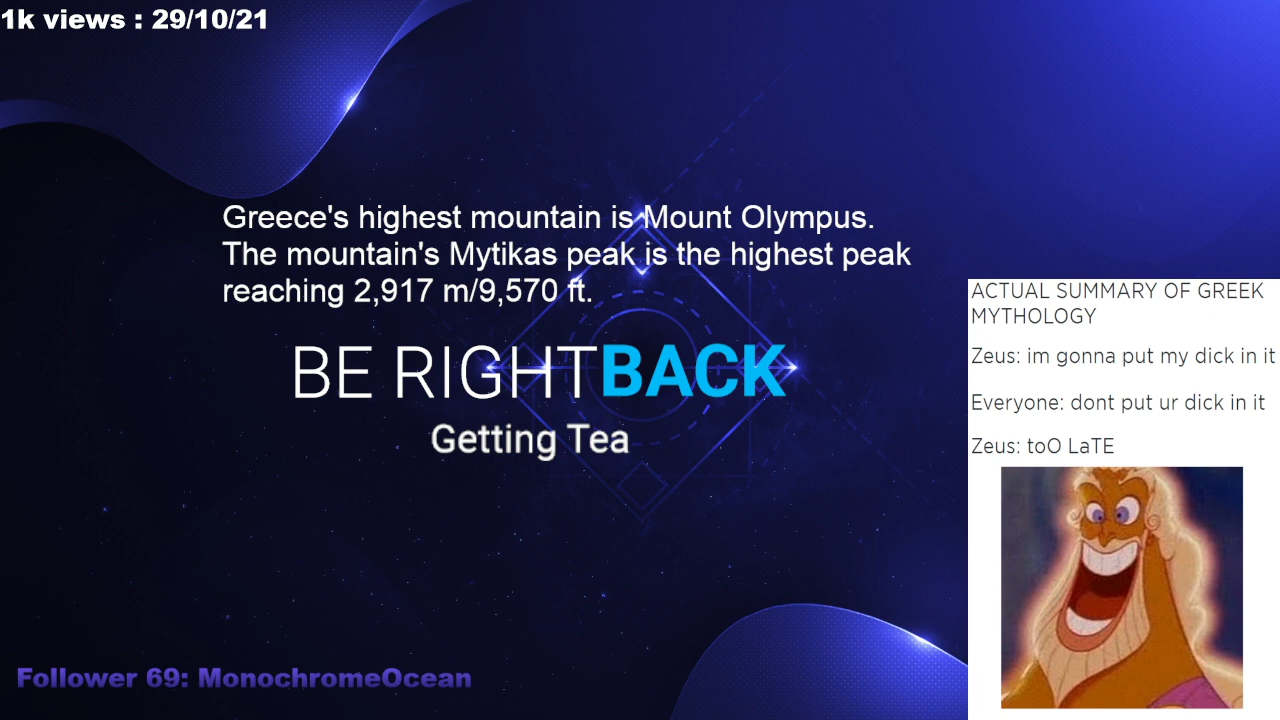 1k views : 29/10/21
Greece's highest mountain is Mount Olympus.
The mountain's Mytikas peak is the highest peak
reaching 2,917 m/9,570 ft.
BE RIGHTBACK
Getting Tea
ACTUAL SUMMARY OF GREEK
MYTHOLOGY
Zeus: im gonna put my dick in it
Everyone: dont put ur dick in it
Zeus: toO LaTE
Follower 69: MonochromeOcean